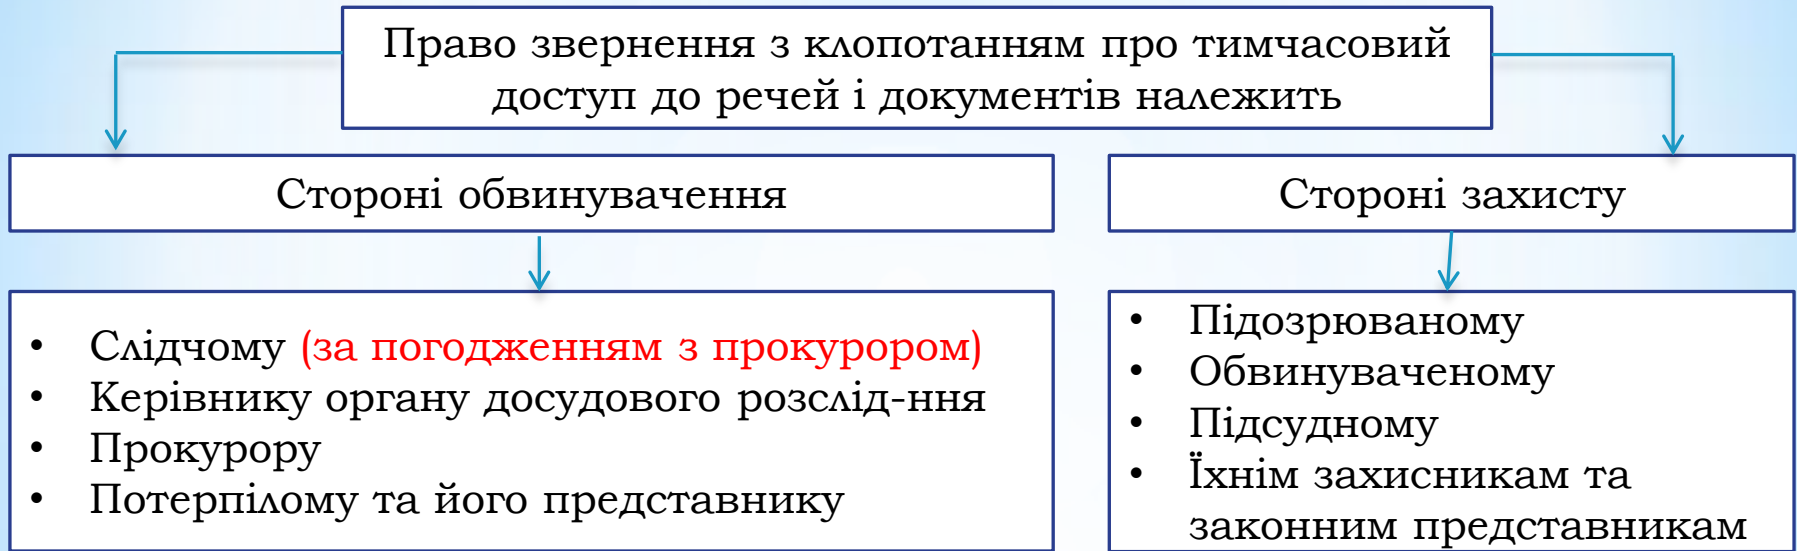 Право звернення з клопотанням про тимчасовий
доступ до речей і документів належить
Стороні обвинувачення
Стороні захисту
• Слідчому (за погодженням з прокурором)
• Керівнику органу досудового розслід-ння
• Прокурору
• Потерпілому та його представнику
• Підозрюваному
• Обвинуваченому
• Підсудному
• Їхнім захисникам та
законним представникам